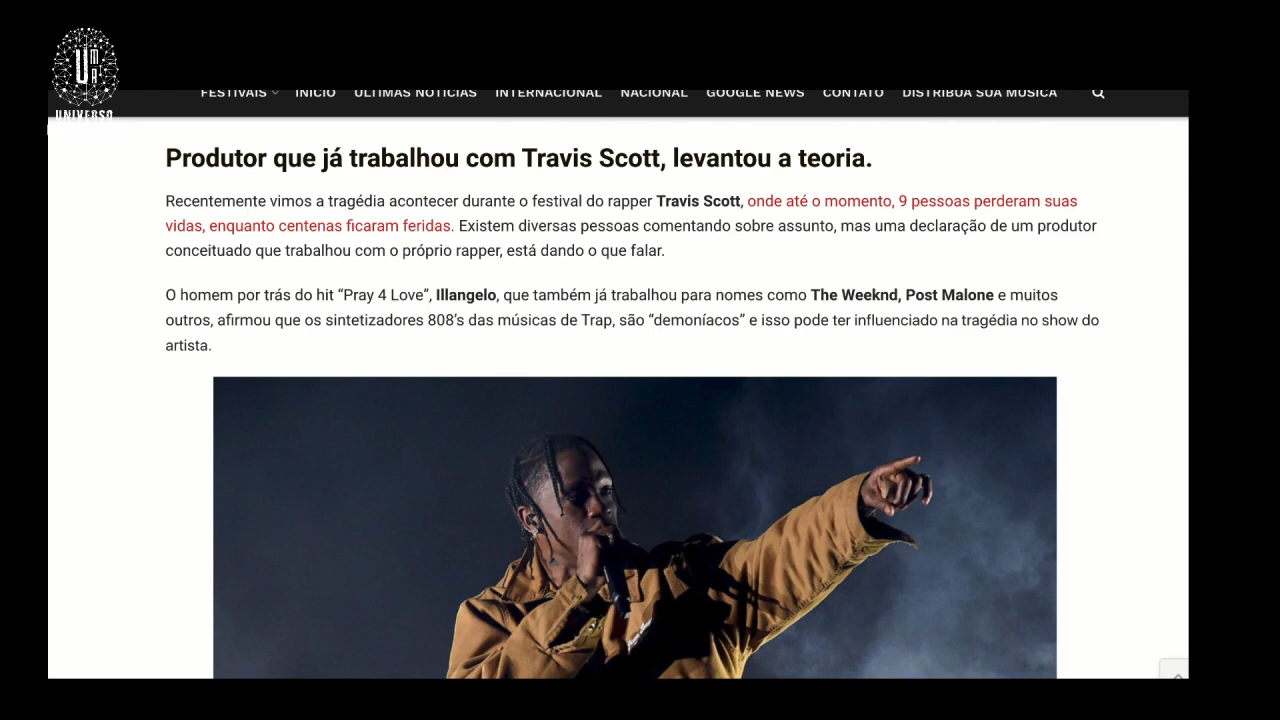 UM
AR
UNIVERSO
FESTIVAIS INICIO ÚLTIMAS NOTÍCIAS INTERNACIONAL NACIONAL GOOGLE NEWS CONTATO DISTRIBUA SUA MÚSICA
Produtor que já trabalhou com Travis Scott, levantou a teoria.
Recentemente vimos a tragédia acontecer durante o festival do rapper Travis Scott, onde até o momento, 9 pessoas perderam suas
vidas, enquanto centenas ficaram feridas. Existem diversas pessoas comentando sobre assunto, mas uma declaração de um produtor
conceituado que trabalhou com o próprio rapper, está dando o que falar.
O homem por trás do hit “Pray 4 Love”, Illangelo, que também já trabalhou para nomes como The Weeknd, Post Malone e muitos
outros, afirmou que os sintetizadores 808’s das músicas de Trap, são “demoníacos” e isso pode ter influenciado na tragédia no show do
artista.